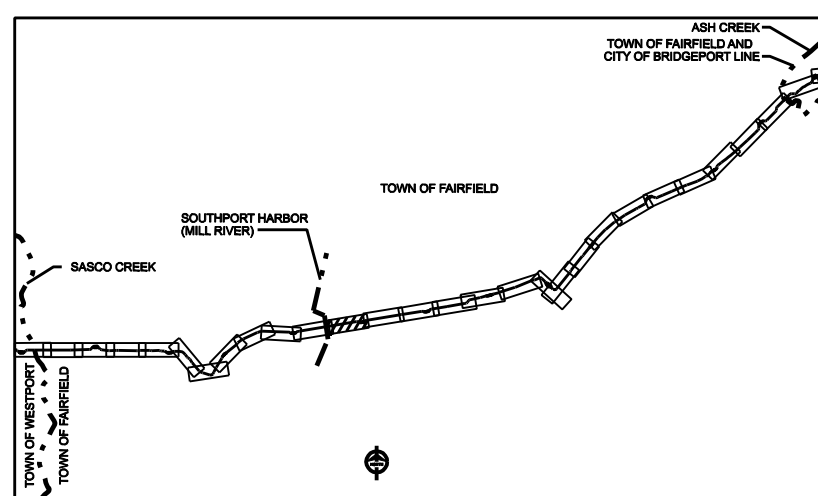 ASH CREEK
TOWN OF FAIRFIELD AND
CITY OF BRIDGEPORT LINE
TOWN OF FAIRFIELD
SOUTHPORT HARBOR
(MILL RIVER)
SASCO CREEK
TOWN OF WESTPORT
TOWN OF FAIRFIELD